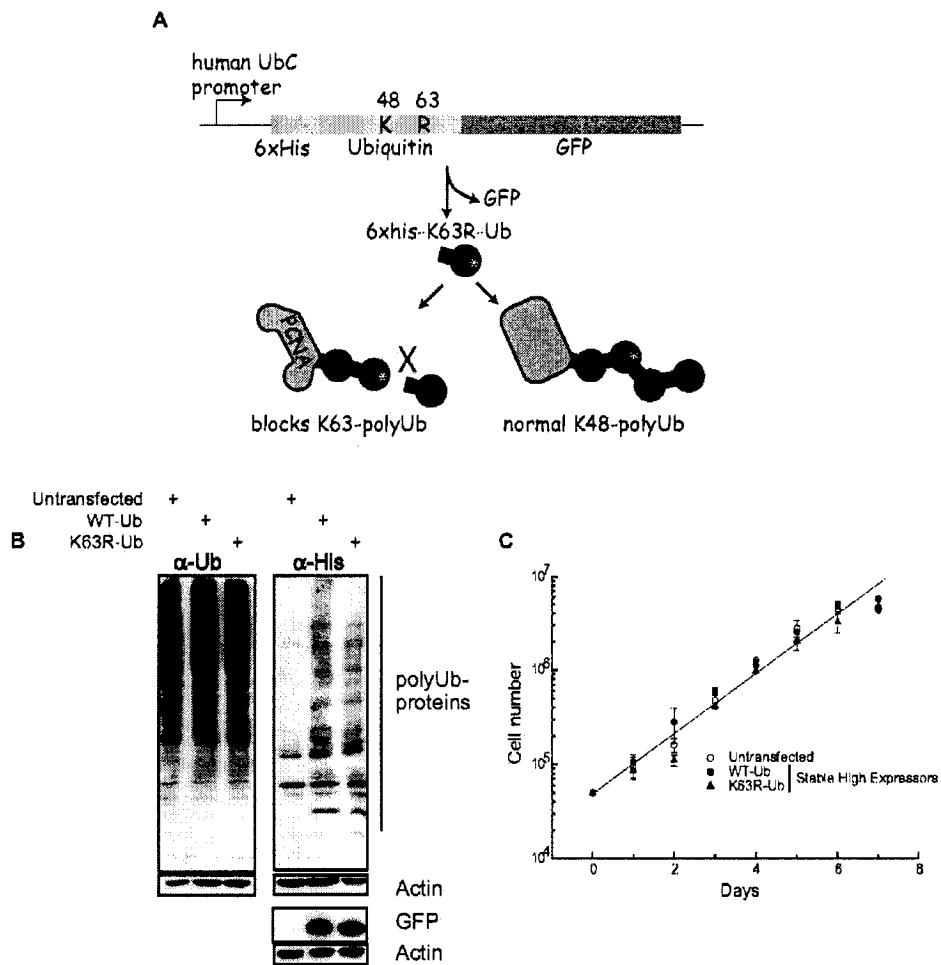 A
human UbC
promoter
48 63
K R
6xHis Ubiquitin GFP
GFP
6xhis-K63R-Ub
*
PCNA
X
*
*
blocks K63-polyUb
normal K48-polyUb
B
Untransfected +
WT-Ub +
K63R-Ub +
+
+
+
α-Ub
α-His
polyUb-
proteins
Actin
GFP
Actin
C
10⁷
10⁶
10⁵
10⁴
Cell number
0 2 4 6 8
Days
Untransfected
WT-Ub
K63R-Ub
Stable High Expressors